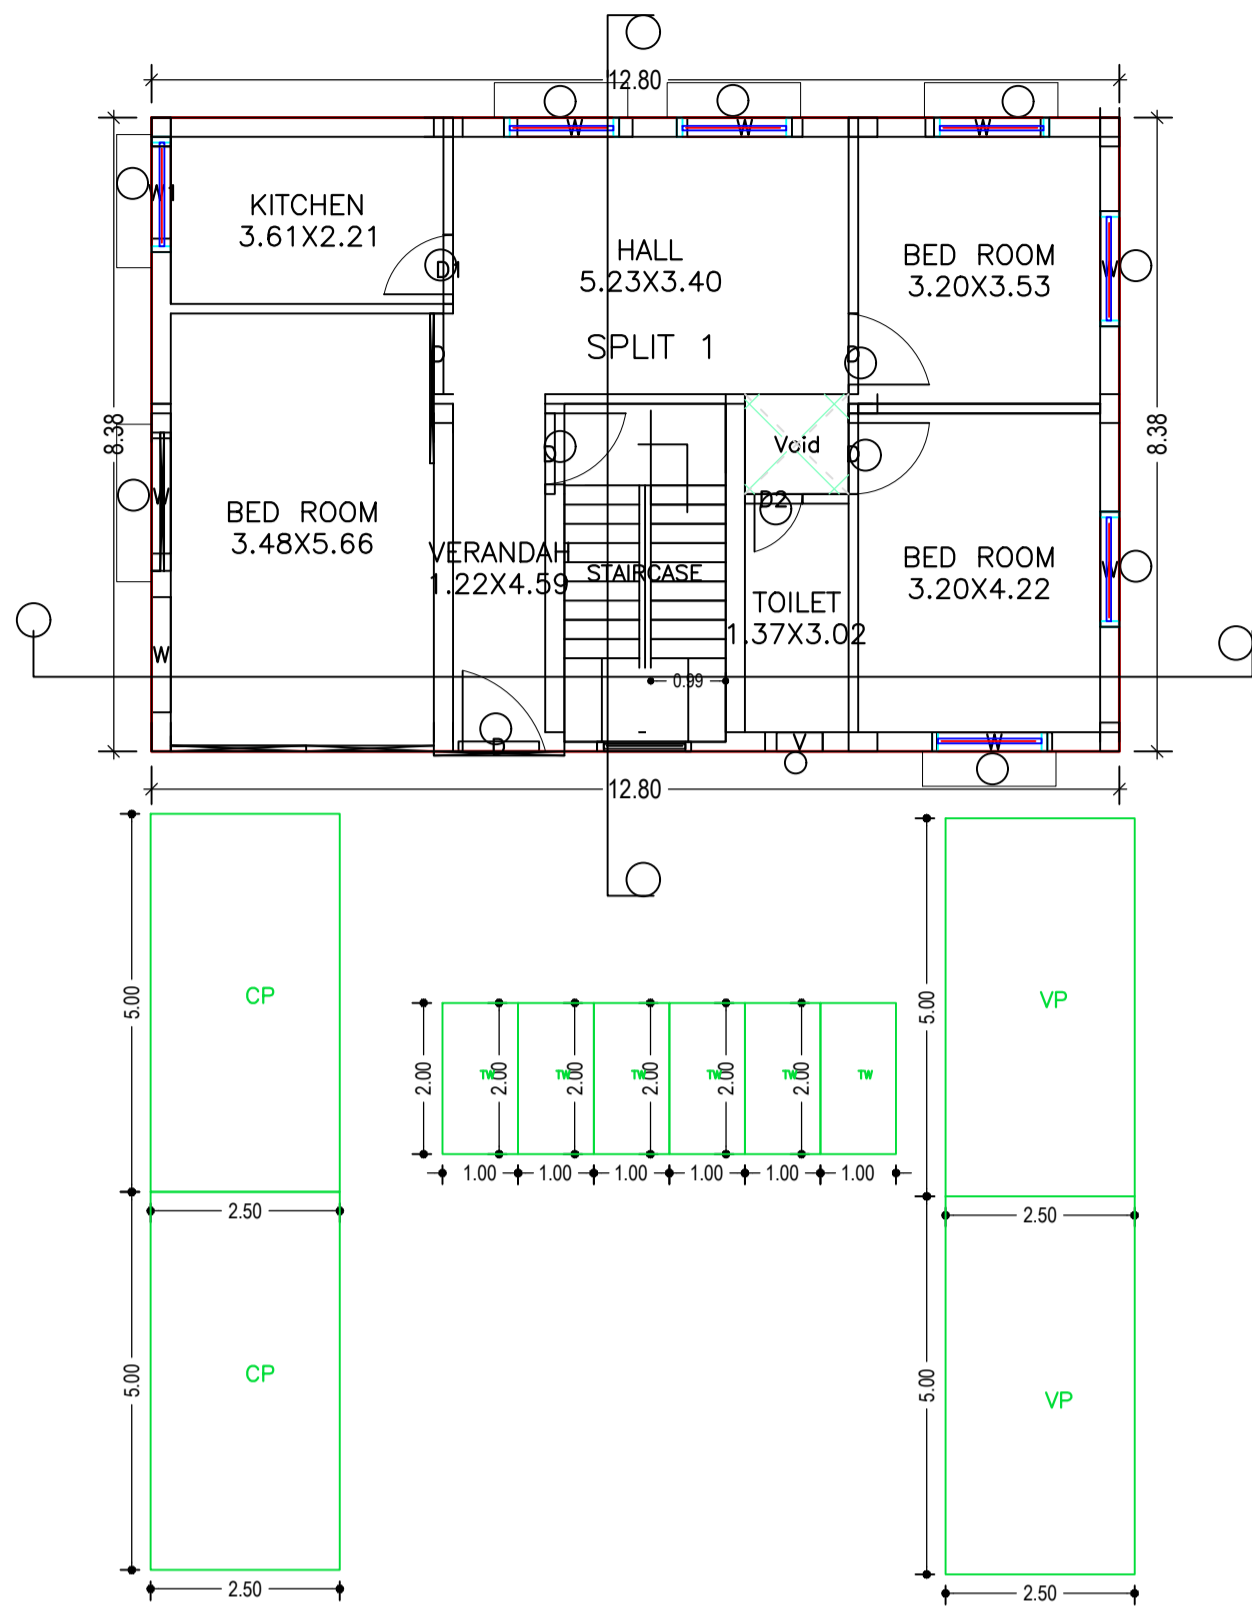 12.80
W
W
W
W1
KITCHEN
3.61X2.21
D1
HALL
5.23X3.40
BED ROOM
3.20X3.53
W
SPLIT 1
D
D
8.38
8.38
D
Void
D
W
BED ROOM
3.48X5.66
D2
VERANDAH
1.22X4.59
STAIRCASE
BED ROOM
3.20X4.22
W
TOILET
1.37X3.02
W
0.99
D
V
W
12.80
5.00
CP
5.00
VP
2.00
TW
2.00
TW
2.00
TW
2.00
TW
2.00
TW
2.00
TW
1.00
1.00
1.00
1.00
1.00
1.00
2.50
2.50
5.00
CP
5.00
VP
2.50
2.50